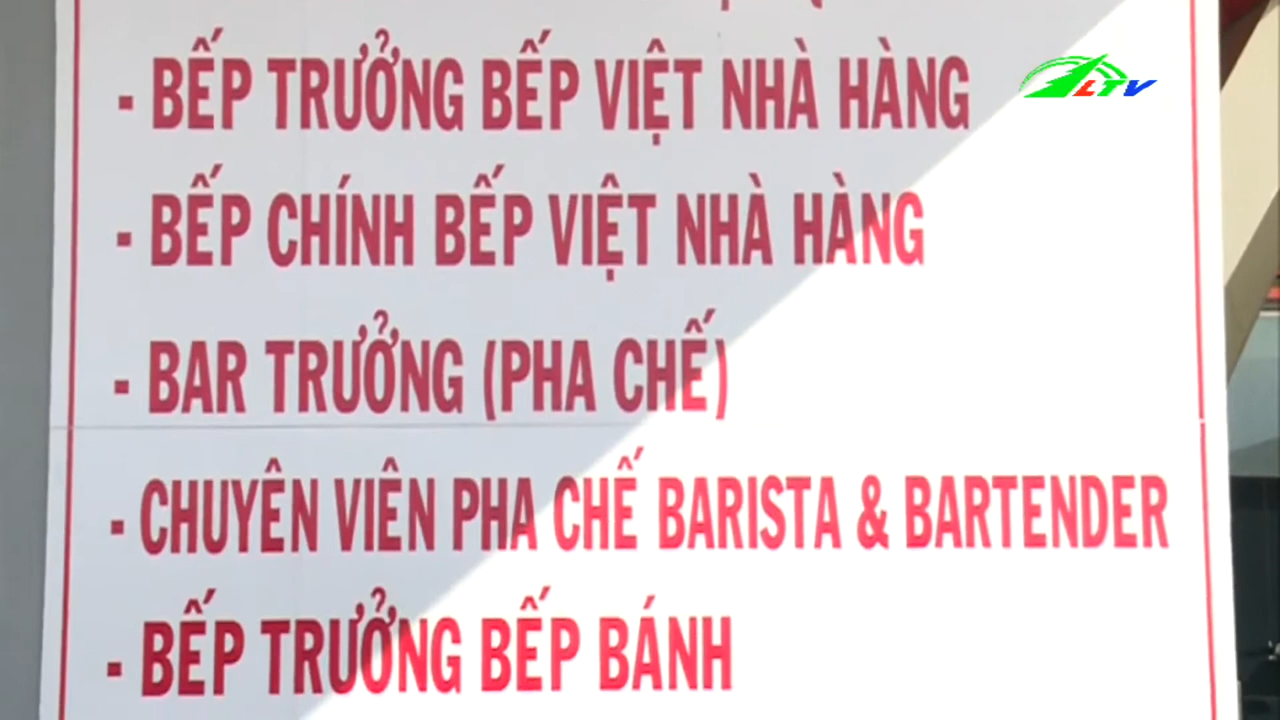 - BẾP TRƯỞNG BẾP VIỆT NHÀ HÀNG
LTV
- BẾP CHÍNH BẾP VIỆT NHÀ HÀNG
- BAR TRƯỞNG (PHA CHẾ)
- CHUYÊN VIÊN PHA CHẾ BARISTA & BARTENDER
- BẾP TRƯỞNG BẾP BÁNH